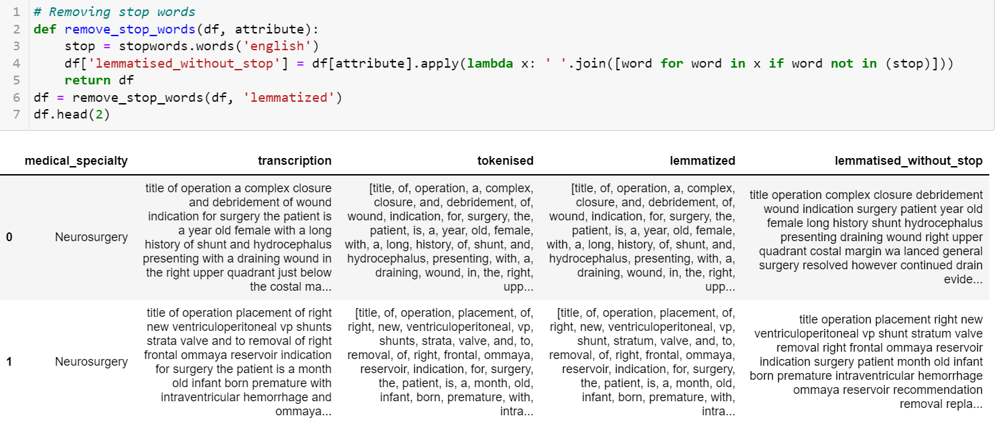 1 # Removing stop words
2 def remove_stop_words(df, attribute):
3     stop = stopwords.words('english')
4     df['lemmatised_without_stop'] = df[attribute].apply(lambda x: ' '.join([word for word in x if word not in (stop)]))
5     return df
6 df = remove_stop_words(df, 'lemmatized')
7 df.head(2)
medical_specialty transcription tokenised lemmatized lemmatised_without_stop
0
Neurosurgery
title of operation a complex closure
and debridement of wound
indication for surgery the patient is
a year old female with a long
history of shunt and hydrocephalus
presenting with a draining wound in
the right upper quadrant just below
the costal ma...
[title, of, operation, a, complex,
closure, and, debridement, of,
wound, indication, for, surgery, the,
patient, is, a, year, old, female,
with, a, long, history, of, shunt, and,
hydrocephalus, presenting, with, a,
draining, wound, in, the, right,
upp...
[title, of, operation, a, complex,
closure, and, debridement, of,
wound, indication, for, surgery, the,
patient, is, a, year, old, female,
with, a, long, history, of, shunt, and,
hydrocephalus, presenting, with, a,
draining, wound, in, the, right,
upp...
title operation complex closure debridement
wound indication surgery patient year old
female long history shunt hydrocephalus
presenting draining wound right upper
quadrant costal margin wa lanced general
surgery resolved however continued drain
evide...
1
Neurosurgery
title of operation placement of right
new ventriculoperitoneal vp shunts
strata valve and to removal of right
frontal ommaya reservoir indication
for surgery the patient is a month
old infant born premature with
intraventricular hemorrhage and
ommaya...
[title, of, operation, placement, of,
right, new, ventriculoperitoneal, vp,
shunts, strata, valve, and, to,
removal, of, right, frontal, ommaya,
reservoir, indication, for, surgery,
the, patient, is, a, month, old,
infant, born, premature, with,
intra...
[title, of, operation, placement, of,
right, new, ventriculoperitoneal, vp,
shunt, stratum, valve, and, to,
removal, of, right, frontal, ommaya,
reservoir, indication, for, surgery,
the, patient, is, a, month, old,
infant, born, premature, with,
intra...
title operation placement right new
ventriculoperitoneal vp shunt stratum valve
removal right frontal ommaya reservoir
indication surgery patient month old infant
born premature intraventricular hemorrhage
ommaya reservoir recommendation
removal repla...